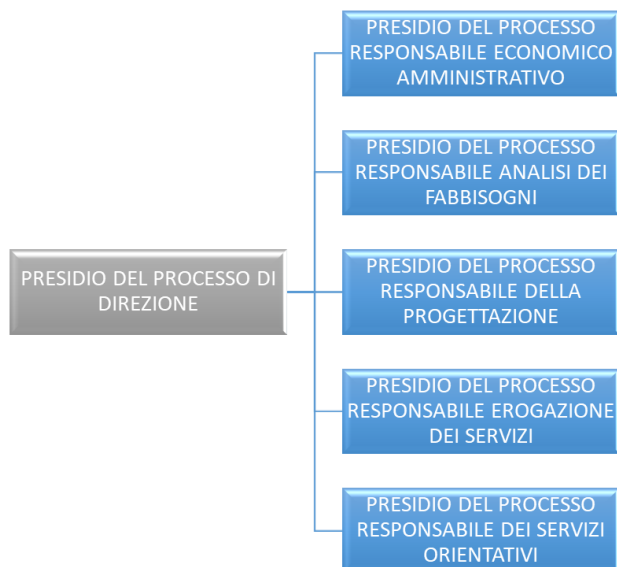 PRESIDIO DEL PROCESSO
RESPONSABILE ECONOMICO
AMMINISTRATIVO
PRESIDIO DEL PROCESSO
RESPONSABILE ANALISI DEI
FABBISOGNI
PRESIDIO DEL PROCESSO DI
DIREZIONE
PRESIDIO DEL PROCESSO
RESPONSABILE DELLA
PROGETTAZIONE
PRESIDIO DEL PROCESSO
RESPONSABILE EROGAZIONE
DEI SERVIZI
PRESIDIO DEL PROCESSO
RESPONSABILE DEI SERVIZI
ORIENTATIVI